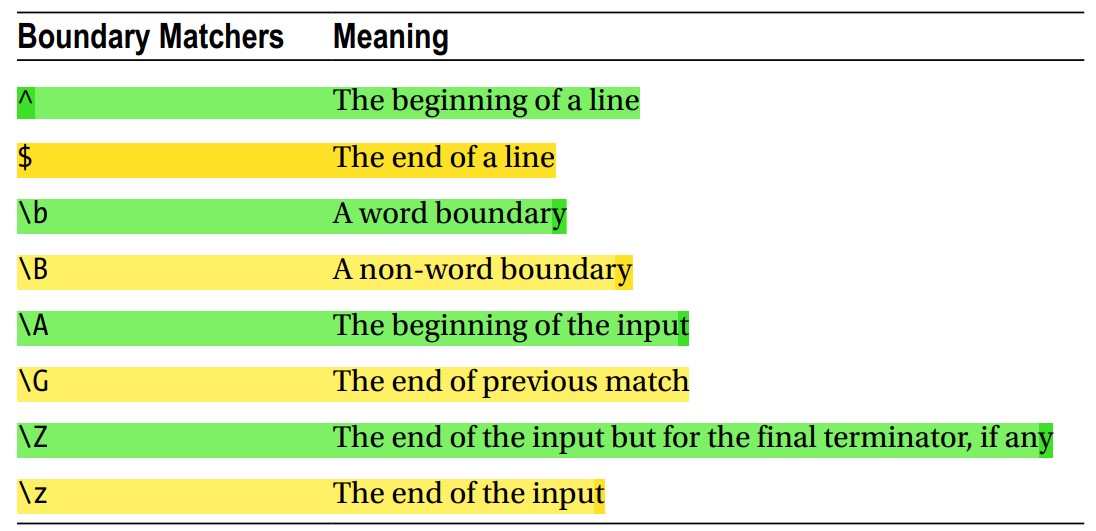 Boundary Matchers Meaning
^ The beginning of a line
$ The end of a line
\b A word boundary
\B A non-word boundary
\A The beginning of the input
\G The end of previous match
\Z The end of the input but for the final terminator, if any
\z The end of the input